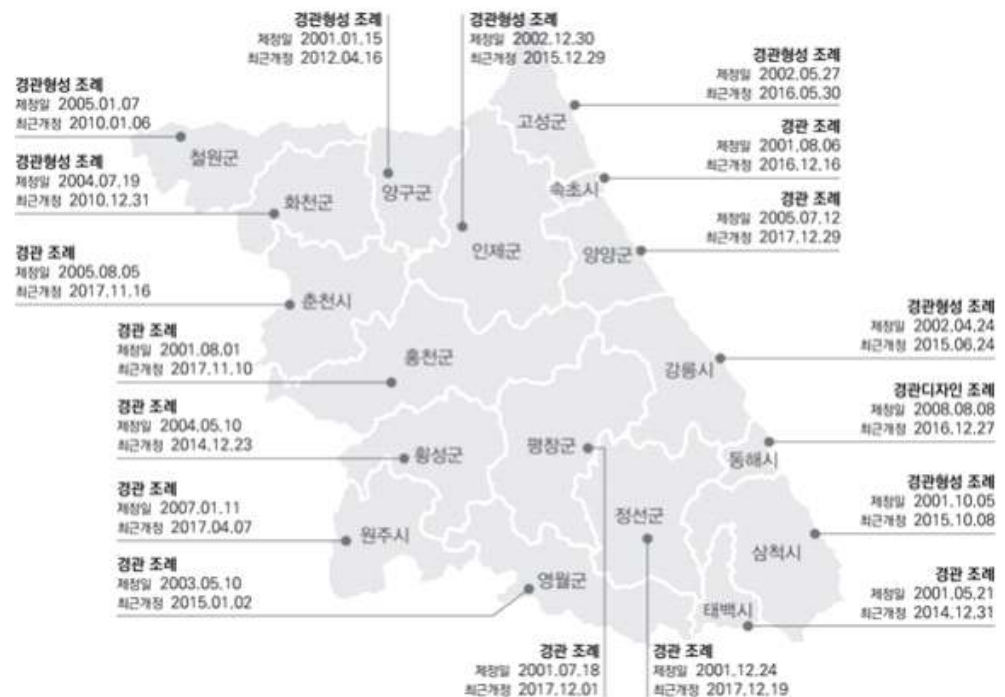 경관형성 조례
제정일 2001.01.15
최근개정 2012.04.16
경관형성 조례
제정일 2002.12.30
최근개정 2015.12.29
경관형성 조례
제정일 2002.05.27
최근개정 2016.05.30
경관형성 조례
제정일 2005.01.07
최근개정 2010.01.06
경관 조례
제정일 2001.08.06
최근개정 2016.12.16
경관형성 조례
제정일 2004.07.19
최근개정 2010.12.31
경관 조례
제정일 2005.07.12
최근개정 2017.12.29
경관 조례
제정일 2005.08.05
최근개정 2017.11.16
경관형성 조례
제정일 2002.04.24
최근개정 2015.06.24
경관 조례
제정일 2001.08.01
최근개정 2017.11.10
경관디자인 조례
제정일 2008.08.08
최근개정 2016.12.27
경관 조례
제정일 2004.05.10
최근개정 2014.12.23
경관형성 조례
제정일 2001.10.05
최근개정 2015.10.08
경관 조례
제정일 2007.01.11
최근개정 2017.04.07
경관 조례
제정일 2003.05.10
최근개정 2015.01.02
경관 조례
제정일 2001.05.21
최근개정 2014.12.31
경관 조례
제정일 2001.07.18
최근개정 2017.12.01
경관 조례
제정일 2001.12.24
최근개정 2017.12.19
고성군
철원군
양구군
속초시
화천군
인제군
양양군
춘천시
홍천군
강릉시
횡성군
평창군
동해시
정선군
원주시
삼척시
영월군
태백시